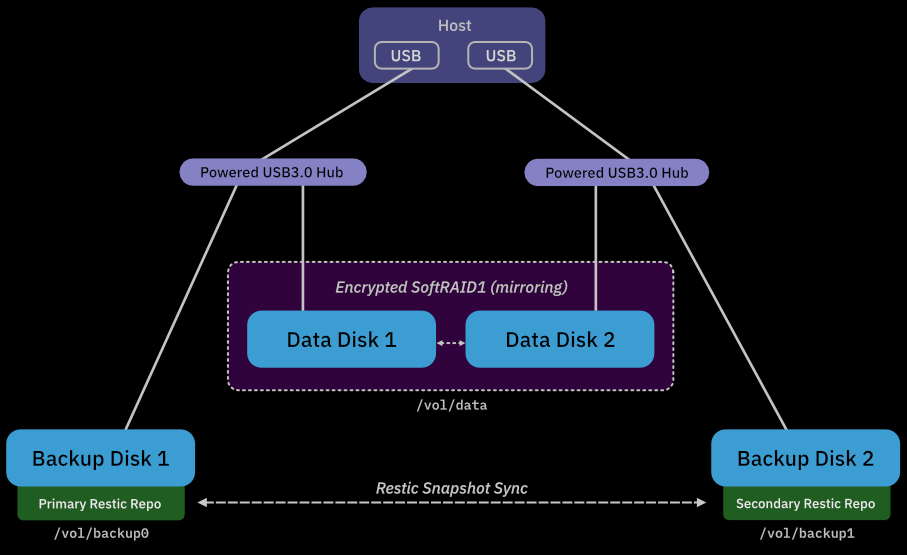 Host
USB
USB
Powered USB3.0 Hub
Powered USB3.0 Hub
Encrypted SoftRAID1 (mirroring)
Data Disk 1
Data Disk 2
/vol/data
Backup Disk 1
Backup Disk 2
Primary Restic Repo
Restic Snapshot Sync
Secondary Restic Repo
/vol/backup0
/vol/backup1